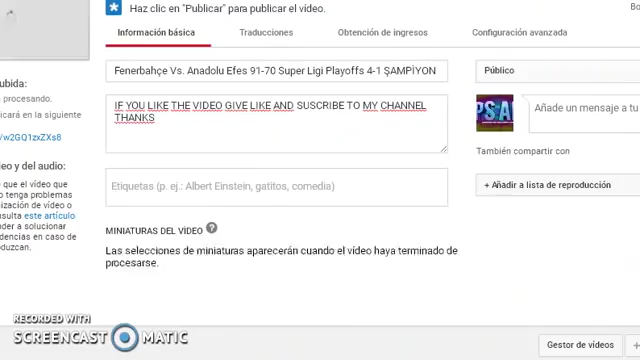 Haz clic en "Publicar" para publicar el vídeo.
Información básica
Traducciones
Obtención de ingresos
Configuración avanzada
Fenerbahçe Vs. Anadolu Efes 91-70 Super Ligi Playoffs 4-1 ŞAMPİYON
IF YOU LIKE THE VIDEO GIVE LIKE AND SUSCRIBE TO MY CHANNEL
THANKS
Etiquetas (p. ej.: Albert Einstein, gatitos, comedia)
MINIATURAS DEL VÍDEO ?
Las selecciones de miniaturas aparecerán cuando el vídeo haya terminado de
procesarse.
Público
PSA
Añade un mensaje a tu
También compartir con
+ Añadir a lista de reproducción
ubida:
procesando.
icará en la siguiente
/w2GQ1zxZXs8
eo y del audio:
e que el vídeo que
o tenga problemas
ización de vídeo o
nsulta este artículo
nder a solucionar
dencias en caso de
oduzcan.
RECORDED WITH
SCREENCAST MATIC
Gestor de vídeos
+